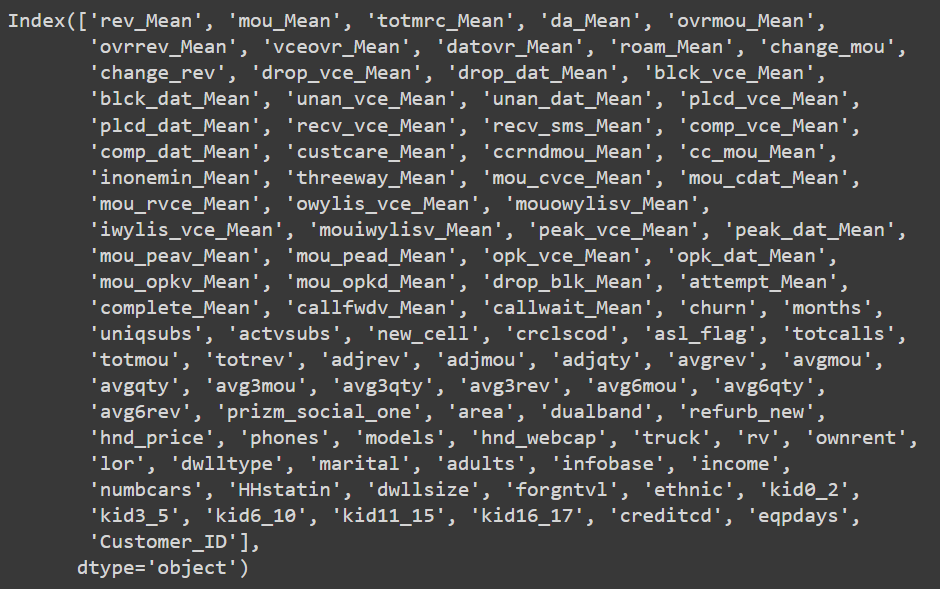 Index(['rev_Mean', 'mou_Mean', 'totmrc_Mean', 'da_Mean', 'ovrmou_Mean',
'ovrrev_Mean', 'vceovr_Mean', 'datovr_Mean', 'roam_Mean', 'change_mou',
'change_rev', 'drop_vce_Mean', 'drop_dat_Mean', 'blck_vce_Mean',
'blck_dat_Mean', 'unan_vce_Mean', 'unan_dat_Mean', 'plcd_vce_Mean',
'plcd_dat_Mean', 'recv_vce_Mean', 'recv_sms_Mean', 'comp_vce_Mean',
'comp_dat_Mean', 'custcare_Mean', 'ccrndmou_Mean', 'cc_mou_Mean',
'inonemin_Mean', 'threeway_Mean', 'mou_cvce_Mean', 'mou_cdat_Mean',
'mou_rvce_Mean', 'owylis_vce_Mean', 'mouowylisv_Mean',
'iwylis_vce_Mean', 'mouiwylisv_Mean', 'peak_vce_Mean', 'peak_dat_Mean',
'mou_peav_Mean', 'mou_pead_Mean', 'opk_vce_Mean', 'opk_dat_Mean',
'mou_opkv_Mean', 'mou_opkd_Mean', 'drop_blk_Mean', 'attempt_Mean',
'complete_Mean', 'callfwdv_Mean', 'callwait_Mean', 'churn', 'months',
'uniqsubs', 'actvsubs', 'new_cell', 'crclscod', 'asl_flag', 'totcalls',
'totmou', 'totrev', 'adjrev', 'adjmou', 'adjqty', 'avgrev', 'avgmou',
'avgqty', 'avg3mou', 'avg3qty', 'avg3rev', 'avg6mou', 'avg6qty',
'avg6rev', 'prizm_social_one', 'area', 'dualband', 'refurb_new',
'hnd_price', 'phones', 'models', 'hnd_webcap', 'truck', 'rv', 'ownrent',
'lor', 'dwlltype', 'marital', 'adults', 'infobase', 'income',
'numbcars', 'HHstatin', 'dwllsize', 'forgntvl', 'ethnic', 'kid0_2',
'kid3_5', 'kid6_10', 'kid11_15', 'kid16_17', 'creditcd', 'eqpdays',
'Customer_ID'],
dtype='object')